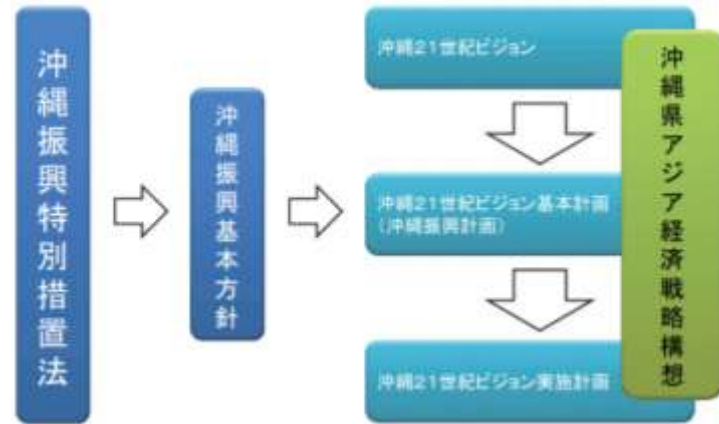 沖縄振興特別措置法
沖縄振興基本方針
沖縄21世紀ビジョン
沖縄21世紀ビジョン基本計画
(沖縄振興計画)
沖縄21世紀ビジョン実施計画
沖縄県アジア経済戦略構想